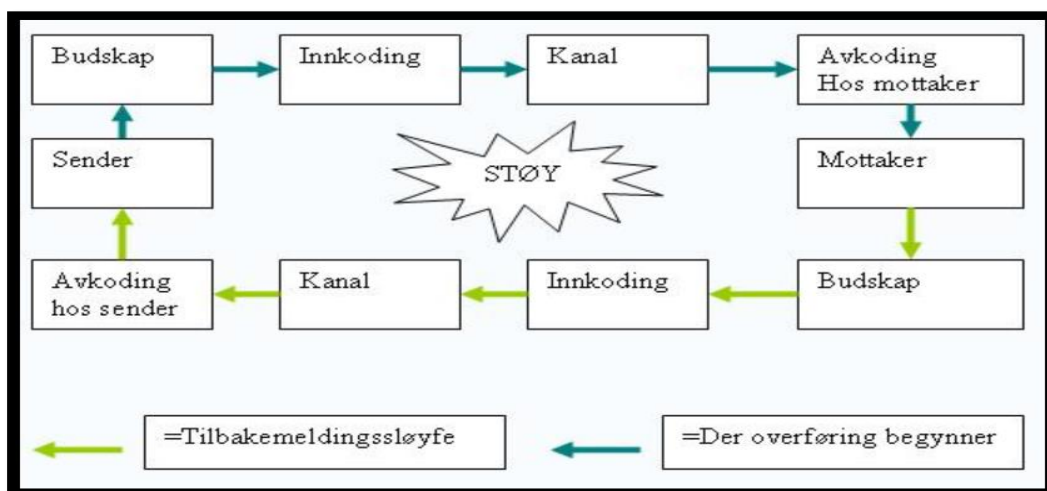 Budskap
Innkoding
Kanal
Avkoding
Hos mottaker
Sender
STØY
Mottaker
Avkoding
hos sender
Kanal
Innkoding
Budskap
=Tilbakemeldingssløyfe
=Der overføring begynner